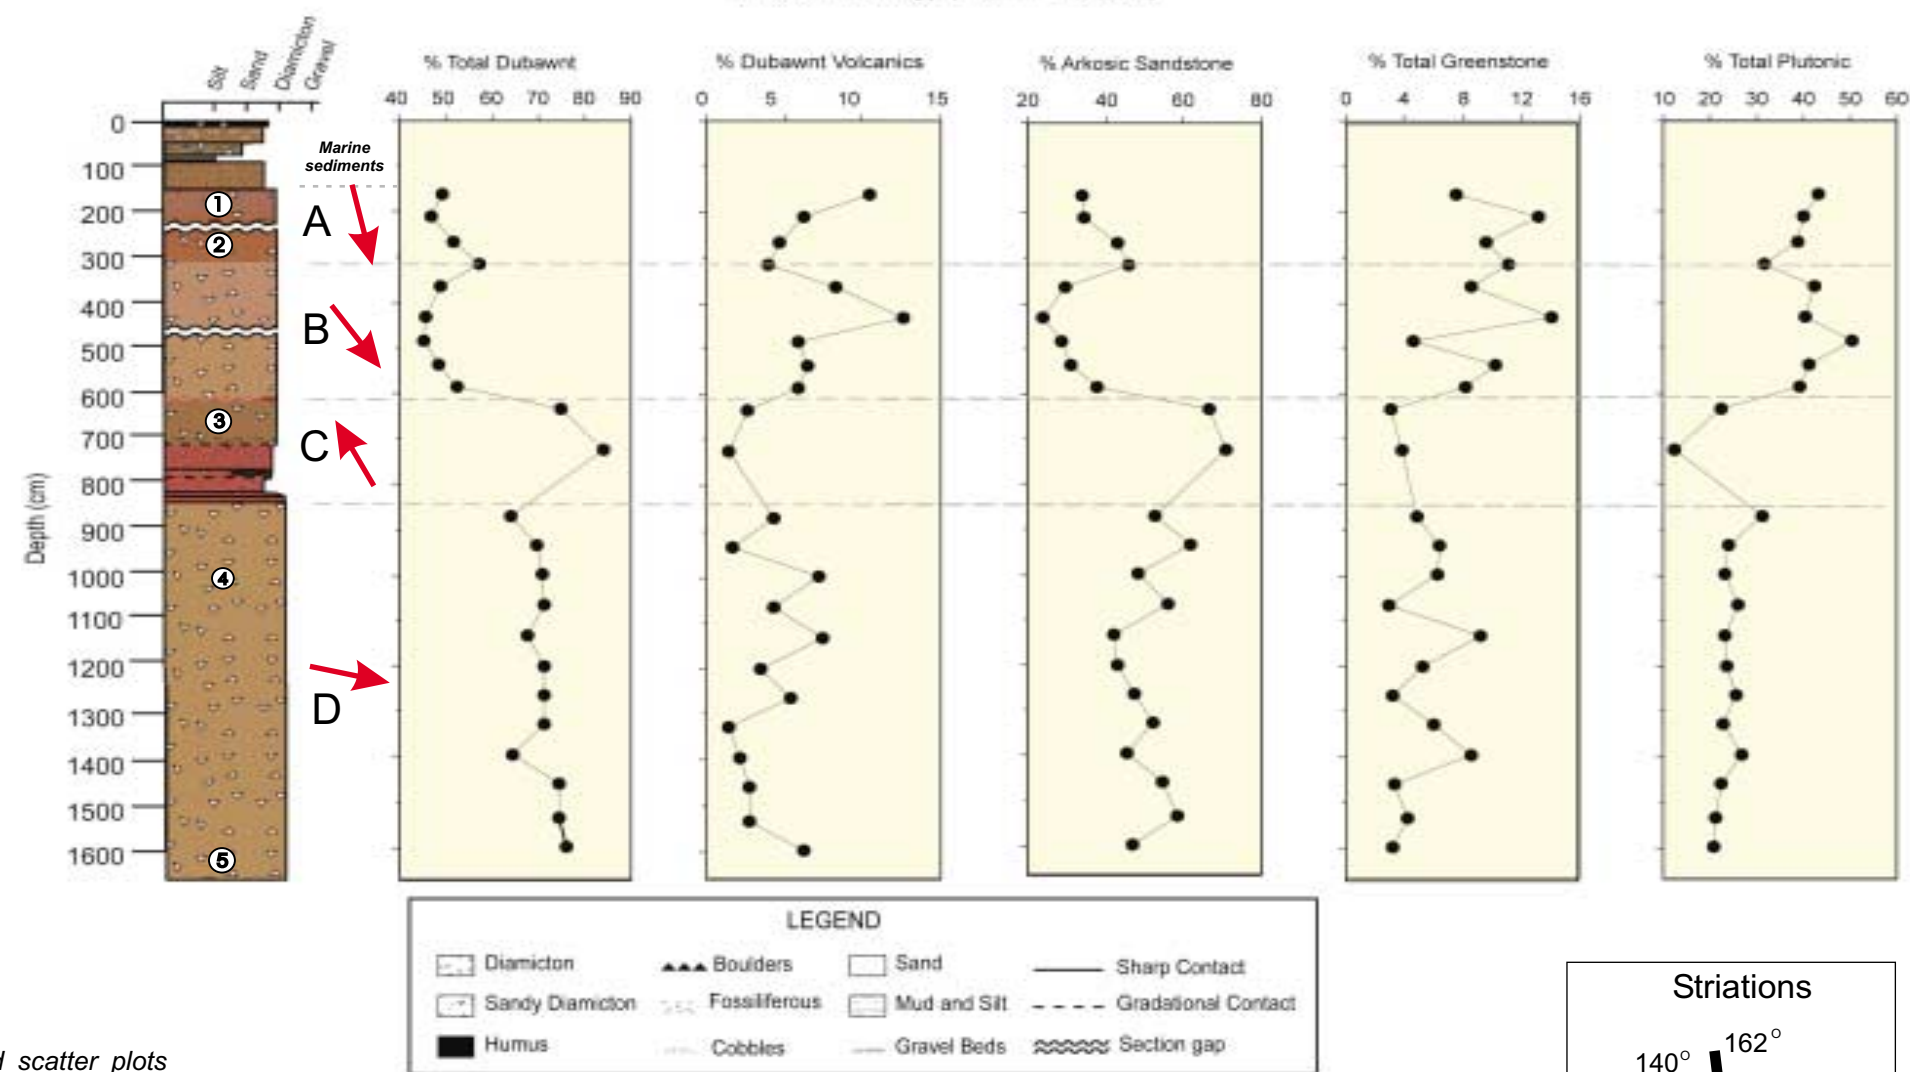 Silt
Sand
Diamicton
Gravel
% Total Dubawnt
% Dubawnt Volcanics
% Arkosic Sandstone
% Total Greenstone
% Total Plutonic
40 50 60 70 80 90
0 5 10 15
20 40 60 80
0 4 8 12 16
10 20 30 40 50 60
Depth (cm)
0
100
200
300
400
500
600
700
800
900
1000
1100
1200
1300
1400
1500
1600
1
2
3
4
5
Marine
sediments
A
B
C
D
LEGEND
Diamicton Boulders Sand Sharp Contact
Sandy Diamicton Fossiliferous Mud and Silt Gradational Contact
Humus Cobbles Gravel Beds Section gap
scatter plots
Striations
162°
140°